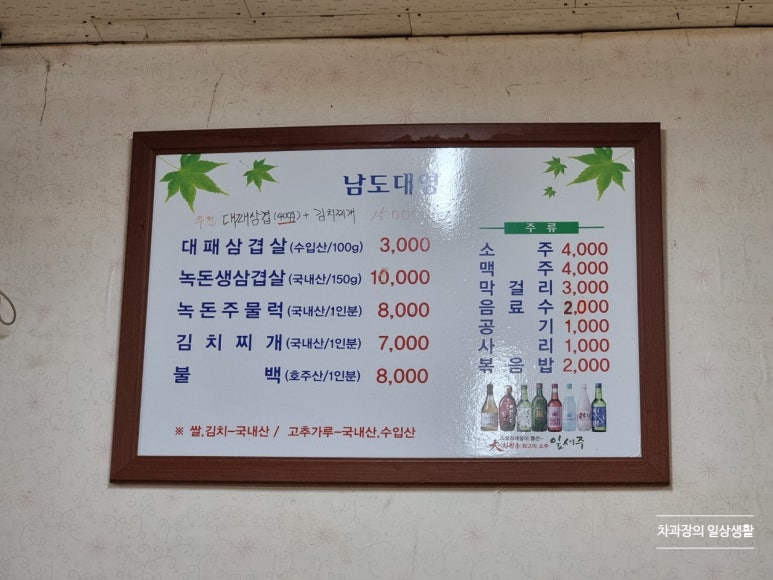 남도대영
추천 대패삼겹(400g) + 김치찌개 15,000
대패삼겹살(수입산/100g) 3,000
녹돈생삼겹살(국내산/150g) 10,000
녹돈주물럭(국내산/1인분) 8,000
김치찌개(국내산/1인분) 7,000
불백(호주산/1인분) 8,000
※ 쌀,김치-국내산 / 고추가루-국내산,수입산
주류
소주 4,000
맥주 4,000
막걸리 3,000
음료수 2,000
공기 1,000
사리 1,000
볶음밥 2,000
잎새주
차과장의 일상생활